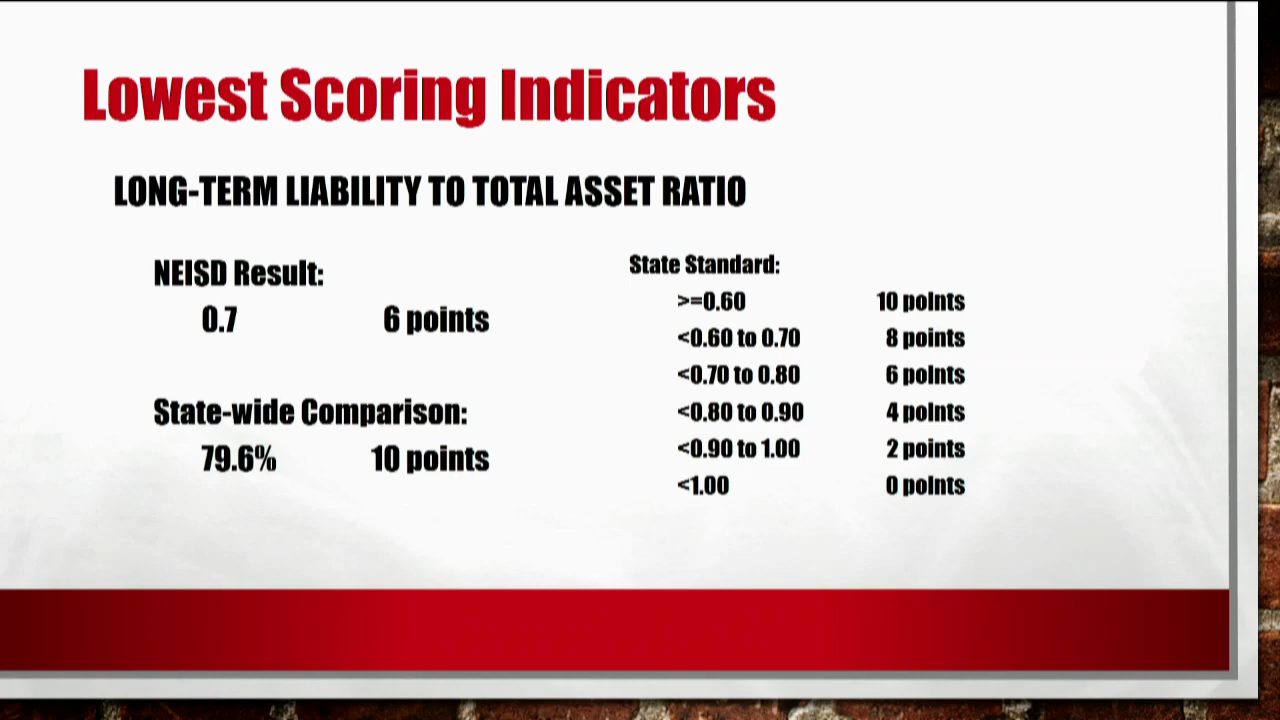 Lowest Scoring Indicators
LONG-TERM LIABILITY TO TOTAL ASSET RATIO
NEISD Result:
0.7 6 points
State-wide Comparison:
79.6% 10 points
State Standard:
>=0.60 10 points
<0.60 to 0.70 8 points
<0.70 to 0.80 6 points
<0.80 to 0.90 4 points
<0.90 to 1.00 2 points
<1.00 0 points